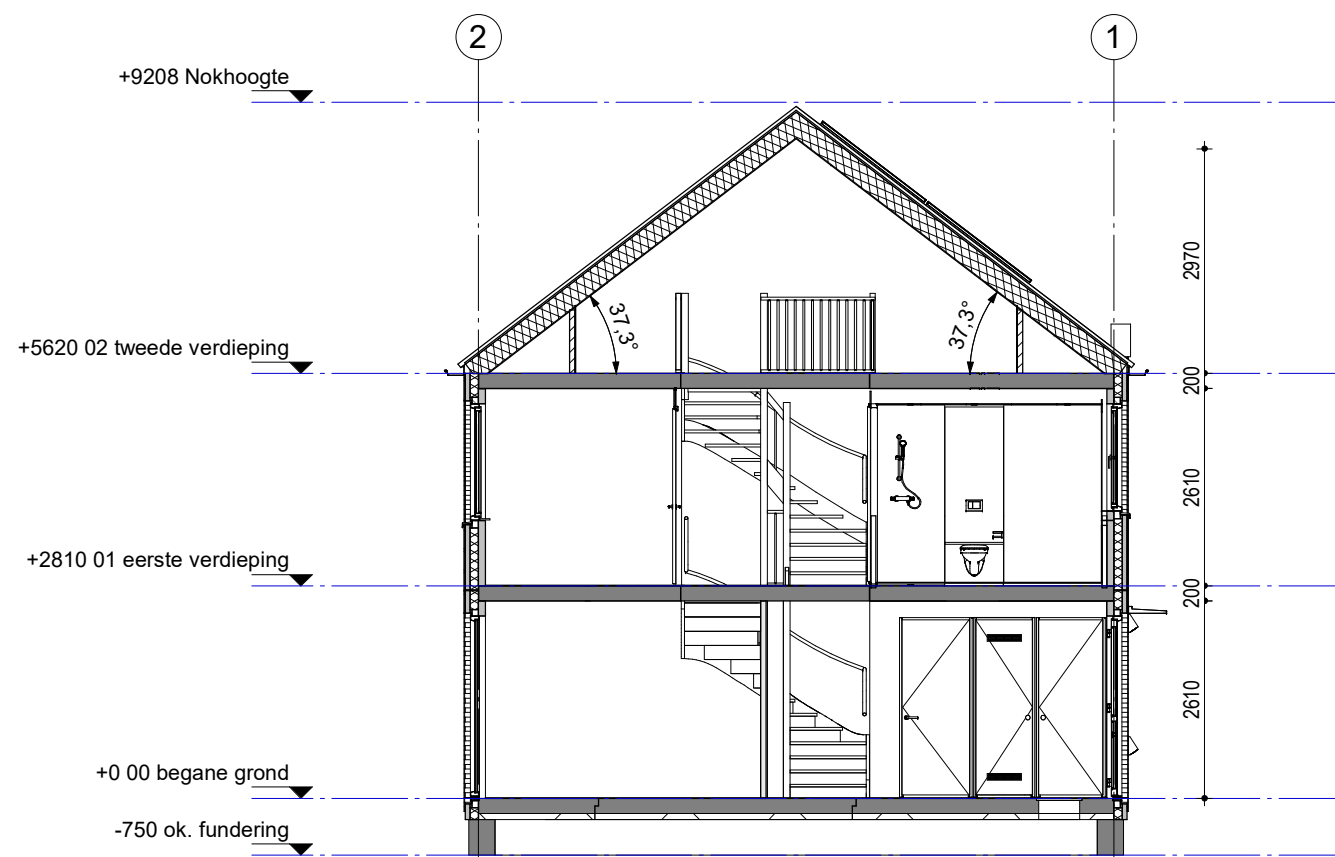 2
1
+9208 Nokhoogte
2970
37,3°
37,3°
+5620 02 tweede verdieping
200
2610
+2810 01 eerste verdieping
200
2610
+0 00 begane grond
-750 ok. fundering